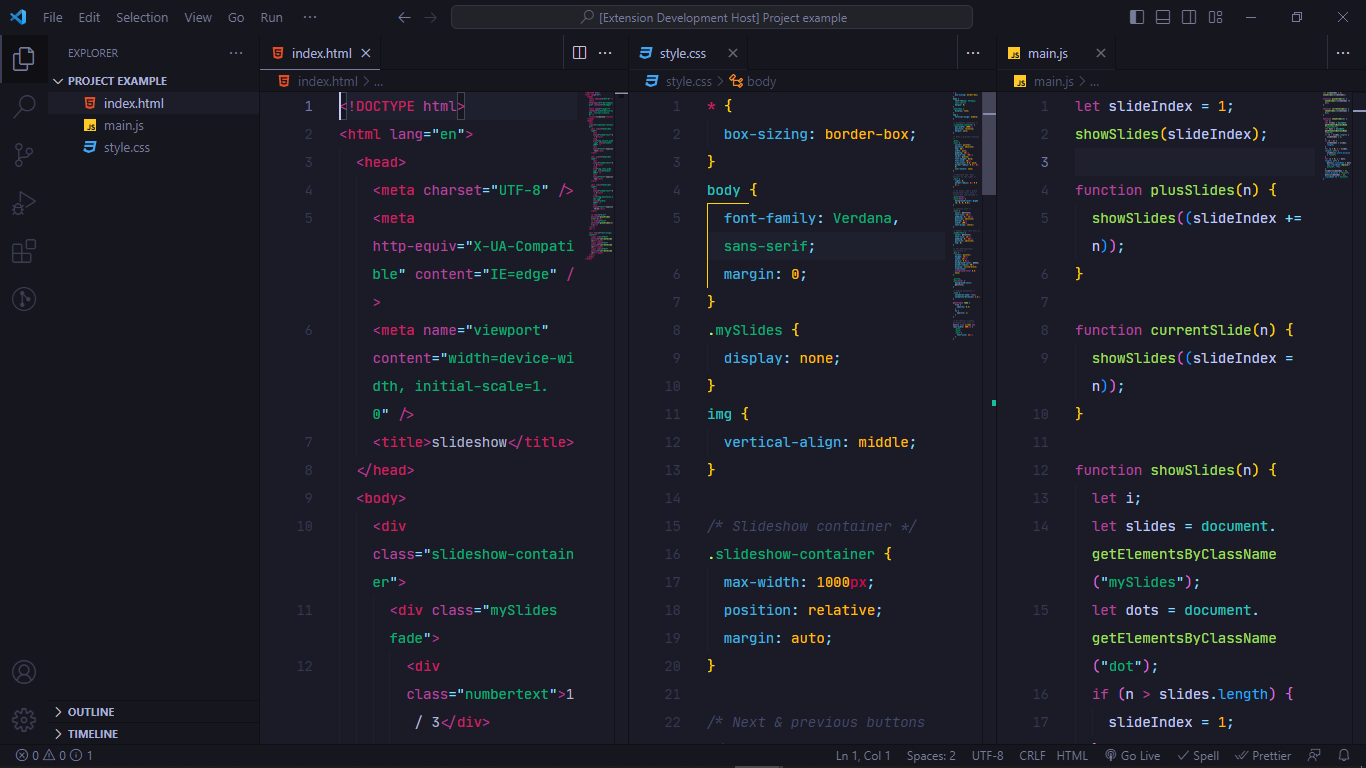 File Edit Selection View Go Run ···
[Extension Development Host] Project example
EXPLORER ···
PROJECT EXAMPLE
index.html
JS main.js
style.css
OUTLINE
TIMELINE
index.html ···
index.html > ...
1 <!DOCTYPE html>
2 <html lang="en">
3 <head>
4 <meta charset="UTF-8" />
5 <meta
http-equiv="X-UA-Compati
ble" content="IE=edge" /
>
6 <meta name="viewport"
content="width=device-wi
dth, initial-scale=1.
0" />
7 <title>slideshow</title>
8 </head>
9 <body>
10 <div
class="slideshow-contain
er">
11 <div class="mySlides
fade">
12 <div
class="numbertext">1
/ 3</div>
style.css ···
style.css > body
1 * {
2 box-sizing: border-box;
3 }
4 body {
5 font-family: Verdana,
sans-serif;
6 margin: 0;
7 }
8 .mySlides {
9 display: none;
10 }
11 img {
12 vertical-align: middle;
13 }
14
15 /* Slideshow container */
16 .slideshow-container {
17 max-width: 1000px;
18 position: relative;
19 margin: auto;
20 }
21
22 /* Next & previous buttons
JS main.js ···
JS main.js > ...
1 let slideIndex = 1;
2 showSlides(slideIndex);
3
4 function plusSlides(n) {
5 showSlides((slideIndex +=
n));
6 }
7
8 function currentSlide(n) {
9 showSlides((slideIndex =
n));
10 }
11
12 function showSlides(n) {
13 let i;
14 let slides = document.
getElementsByClassName
("mySlides");
15 let dots = document.
getElementsByClassName
("dot");
16 if (n > slides.length) {
17 slideIndex = 1;
0 0 1 Ln 1, Col 1 Spaces: 2 UTF-8 CRLF HTML Go Live Spell Prettier